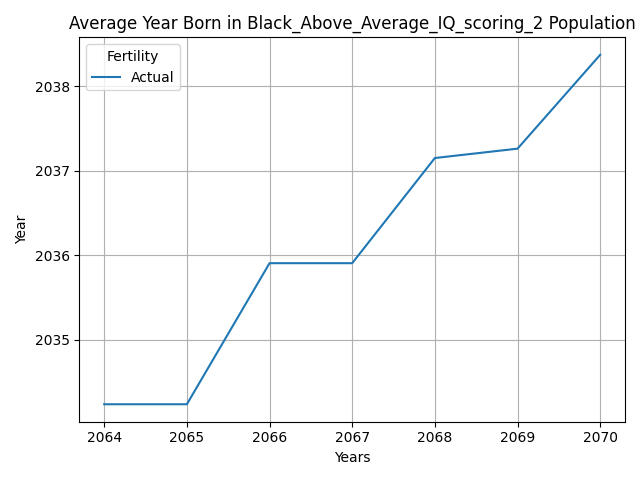 Average Year Born in Black_Above_Average_IQ_scoring_2 Population
Fertility
Actual
2038
2037
2036
2035
Year
2064 2065 2066 2067 2068 2069 2070
Years